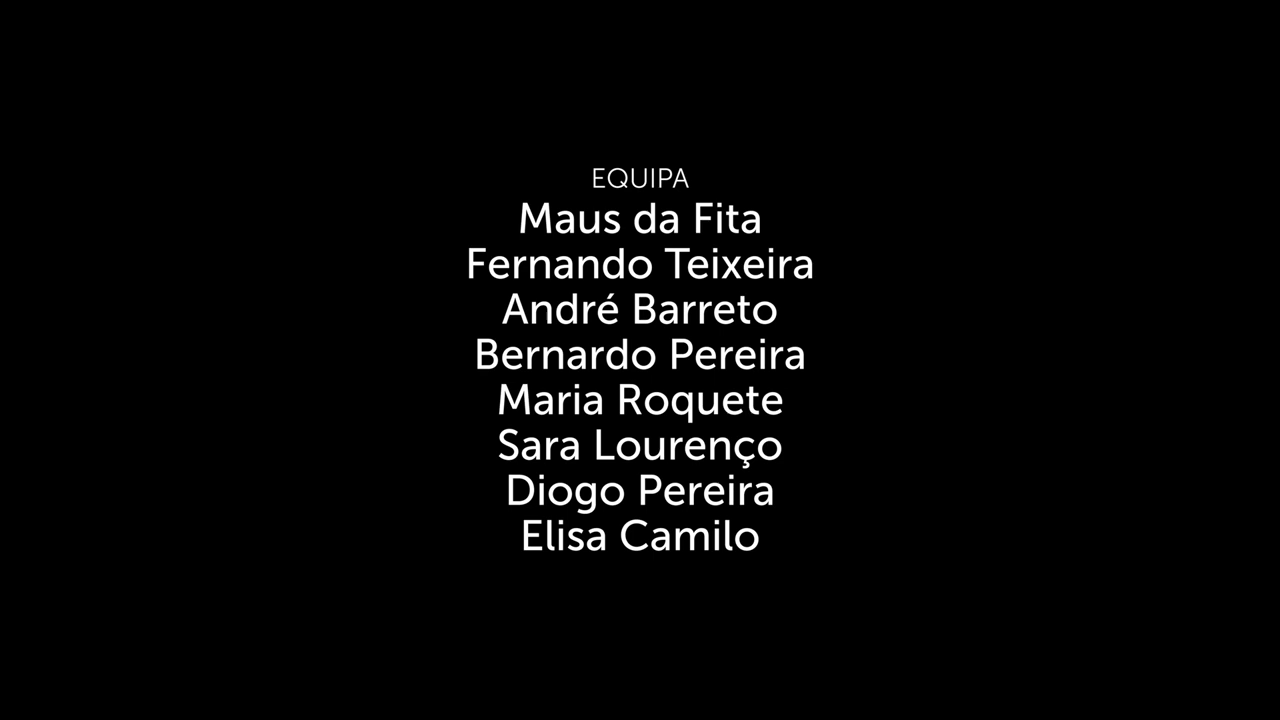 EQUIPA
Maus da Fita
Fernando Teixeira
André Barreto
Bernardo Pereira
Maria Roquete
Sara Lourenço
Diogo Pereira
Elisa Camilo